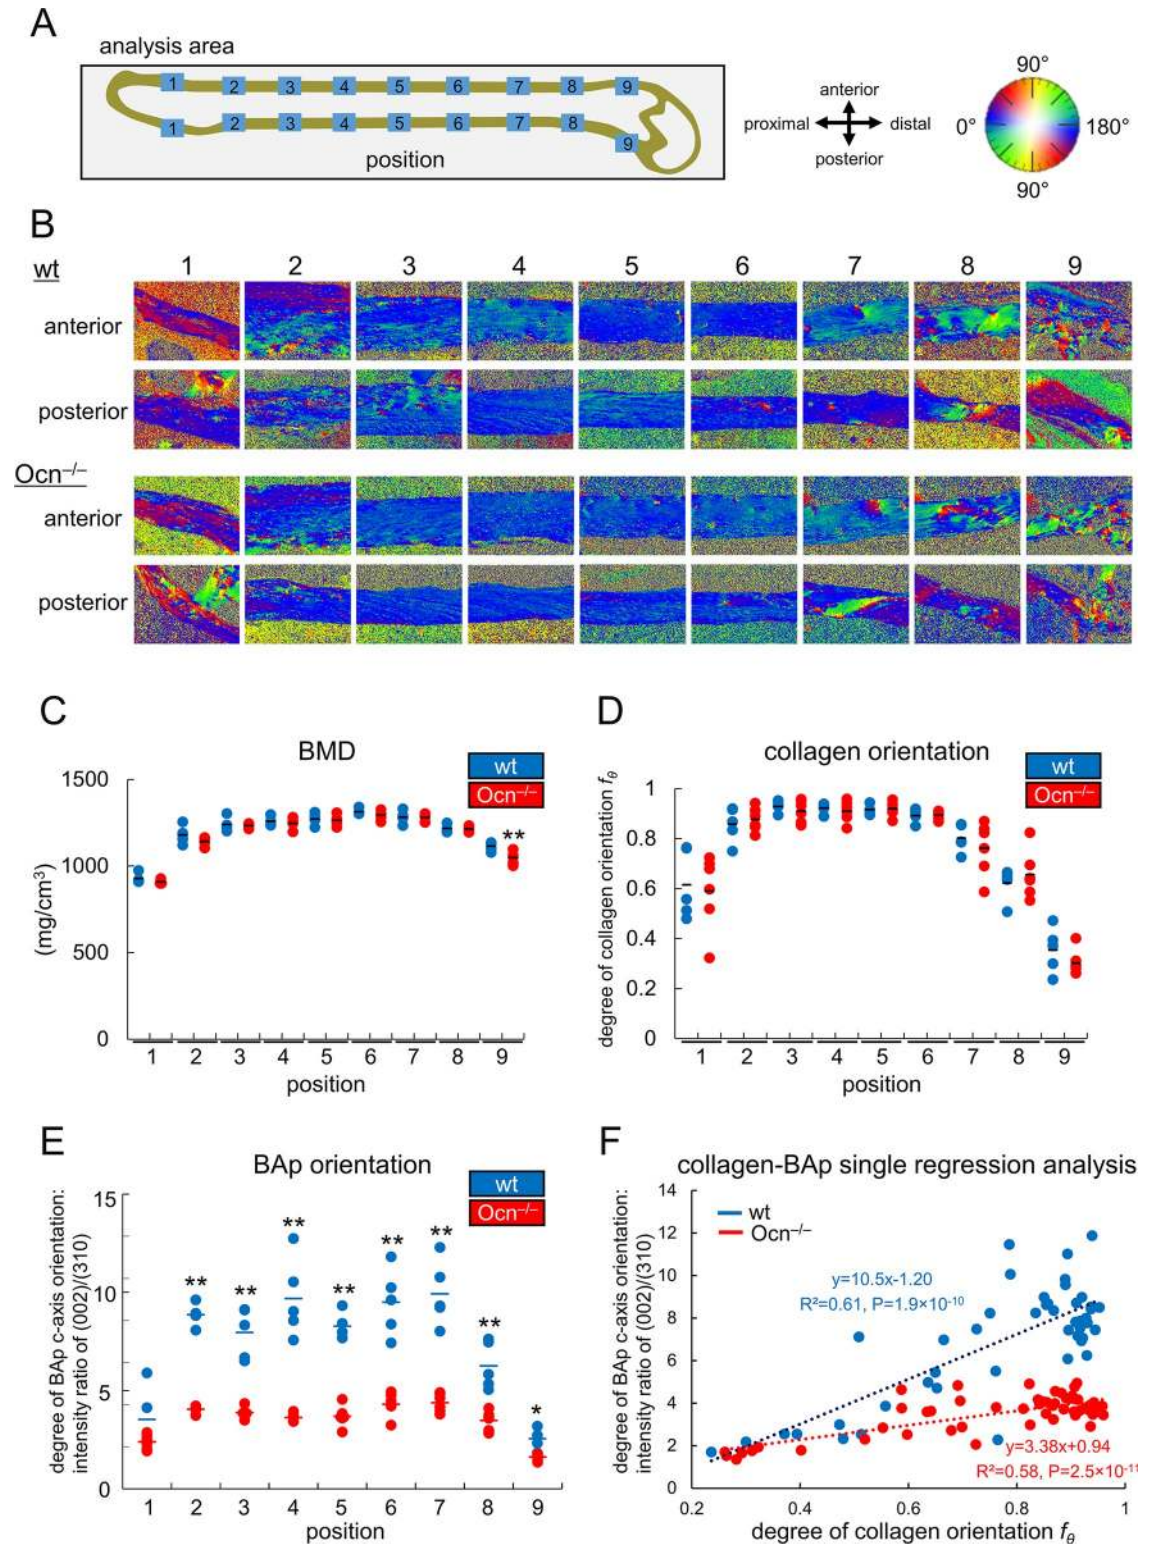 A
analysis area
1 2 3 4 5 6 7 8 9
1 2 3 4 5 6 7 8 9
position
anterior
proximal distal
posterior
90°
0° 180°
90°
B
wt 1 2 3 4 5 6 7 8 9
anterior
posterior
Ocn⁻/⁻
anterior
posterior
C
BMD
wt
Ocn⁻/⁻
(mg/cm³)
1500
1000
500
0
**
1 2 3 4 5 6 7 8 9
position
D
collagen orientation
wt
Ocn⁻/⁻
degree of collagen orientation fθ
1
0.8
0.6
0.4
0.2
0
1 2 3 4 5 6 7 8 9
position
E
BAp orientation
wt
Ocn⁻/⁻
degree of BAp c-axis orientation:
intensity ratio of (002)/(310)
15
10
5
0
** ** ** ** ** ** ** *
1 2 3 4 5 6 7 8 9
position
F
collagen-BAp single regression analysis
degree of BAp c-axis orientation:
intensity ratio of (002)/(310)
14
12
10
8
6
4
2
0
wt
Ocn⁻/⁻
y=10.5x-1.20
R²=0.61, P=1.9×10⁻¹⁰
y=3.38x+0.94
R²=0.58, P=2.5×10⁻¹¹
0.2 0.4 0.6 0.8 1
degree of collagen orientation fθ